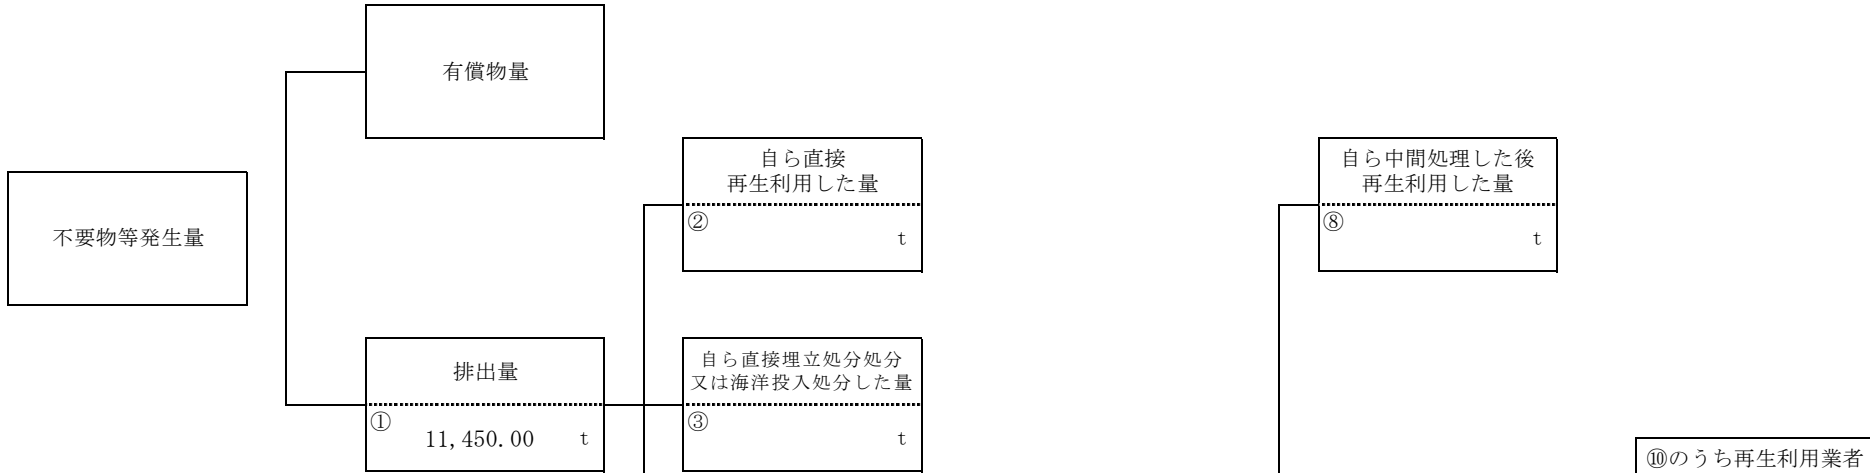 有償物量
自ら直接
再生利用した量
②
t
自ら中間処理した後
再生利用した量
⑧
t
不要物等発生量
排出量
①
11,450.00 t
自ら直接埋立処分処分
又は海洋投入処分した量
③
t
⑩のうち再生利用業者